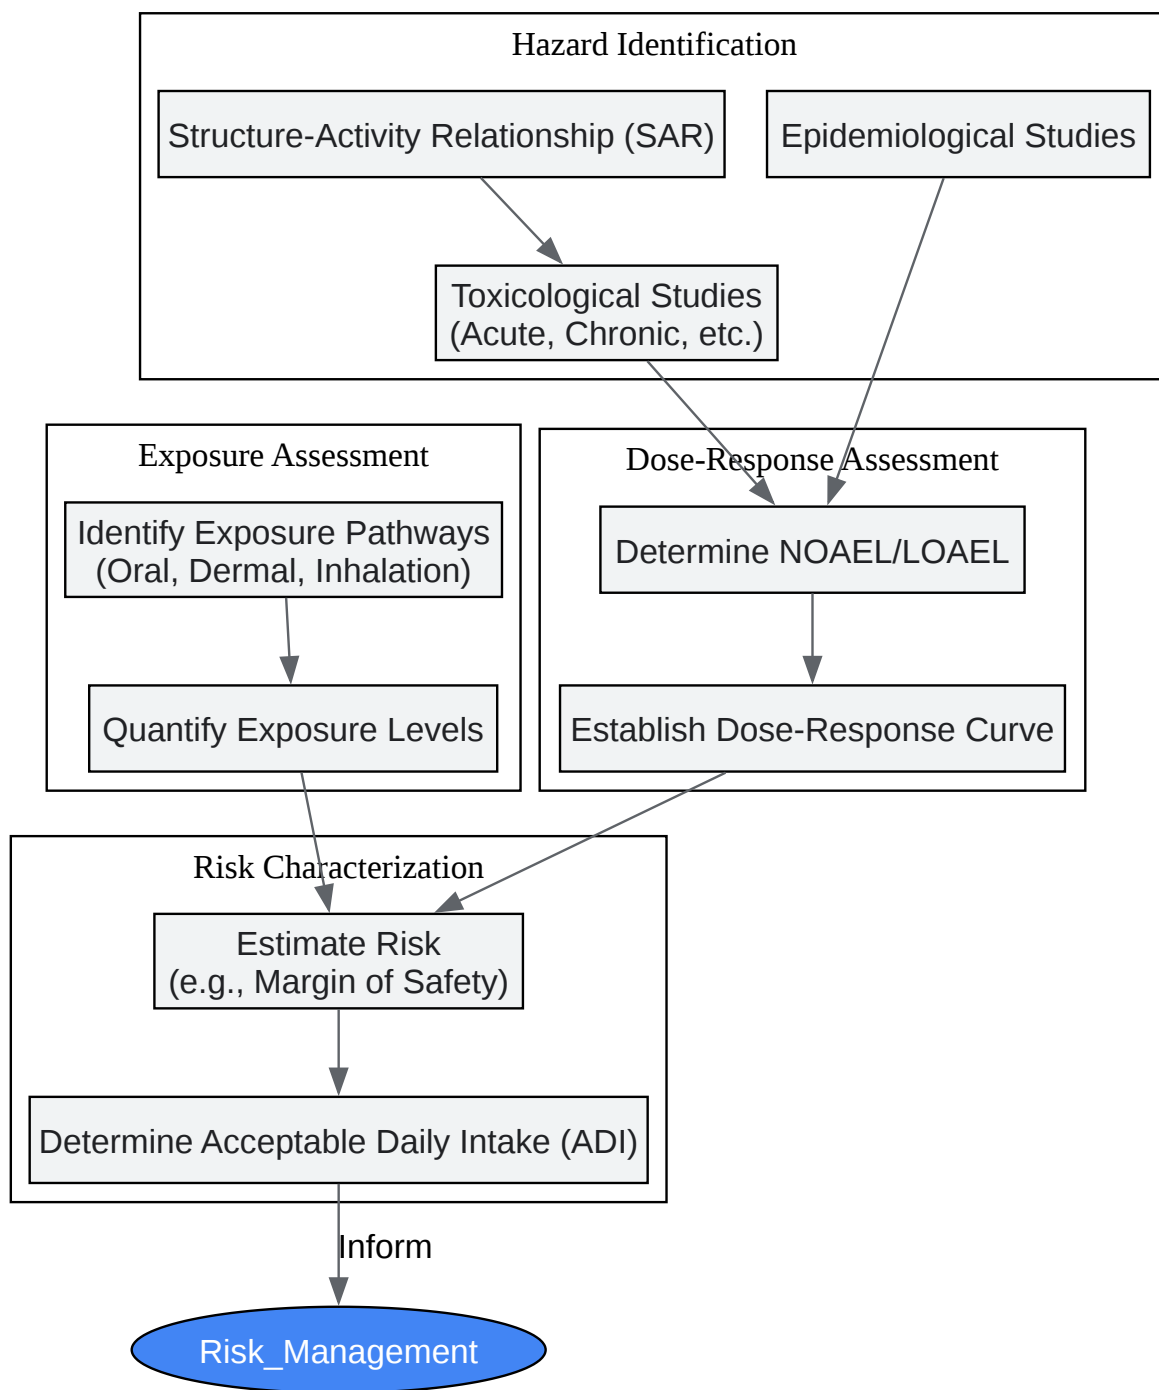 Hazard Identification
Structure-Activity Relationship (SAR)
Epidemiological Studies
Toxicological Studies
(Acute, Chronic, etc.)
Exposure Assessment
Identify Exposure Pathways
(Oral, Dermal, Inhalation)
Quantify Exposure Levels
Dose-Response Assessment
Determine NOAEL/LOAEL
Establish Dose-Response Curve
Risk Characterization
Estimate Risk
(e.g., Margin of Safety)
Determine Acceptable Daily Intake (ADI)
Inform
Risk_Management